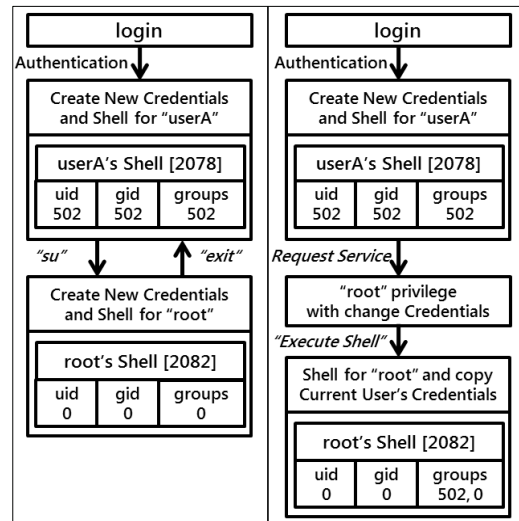 login
Authentication
Create New Credentials
and Shell for “userA”
userA's Shell [2078]
uid gid groups
502 502 502
“su” “exit“
Create New Credentials
and Shell for “root”
root's Shell [2082]
uid gid groups
0 0 0
login
Authentication
Create New Credentials
and Shell for “userA”
userA's Shell [2078]
uid gid groups
502 502 502
Request Service
“root” privilege
with change Credentials
“Execute Shell”
Shell for “root” and copy
Current User's Credentials
root's Shell [2082]
uid gid groups
0 0 502, 0